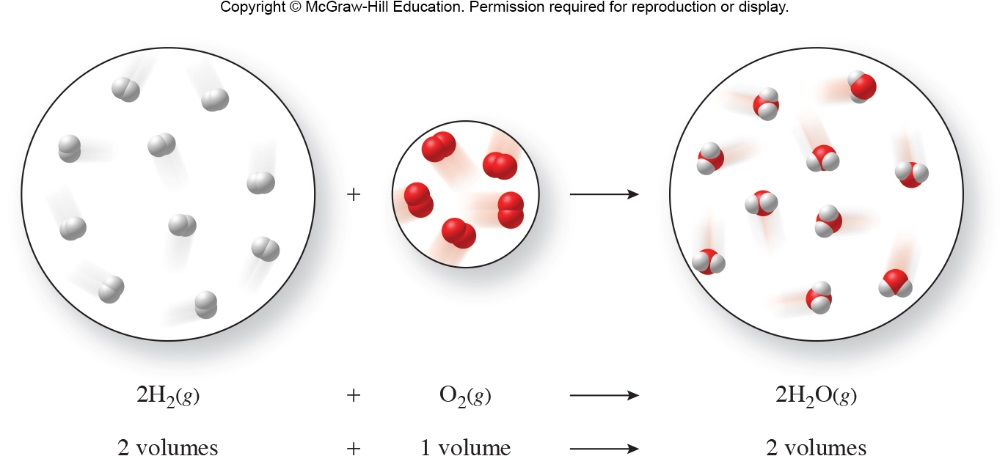 Copyright © McGraw-Hill Education. Permission required for reproduction or display.
+ →
2H₂(g) + O₂(g) → 2H₂O(g)
2 volumes + 1 volume → 2 volumes